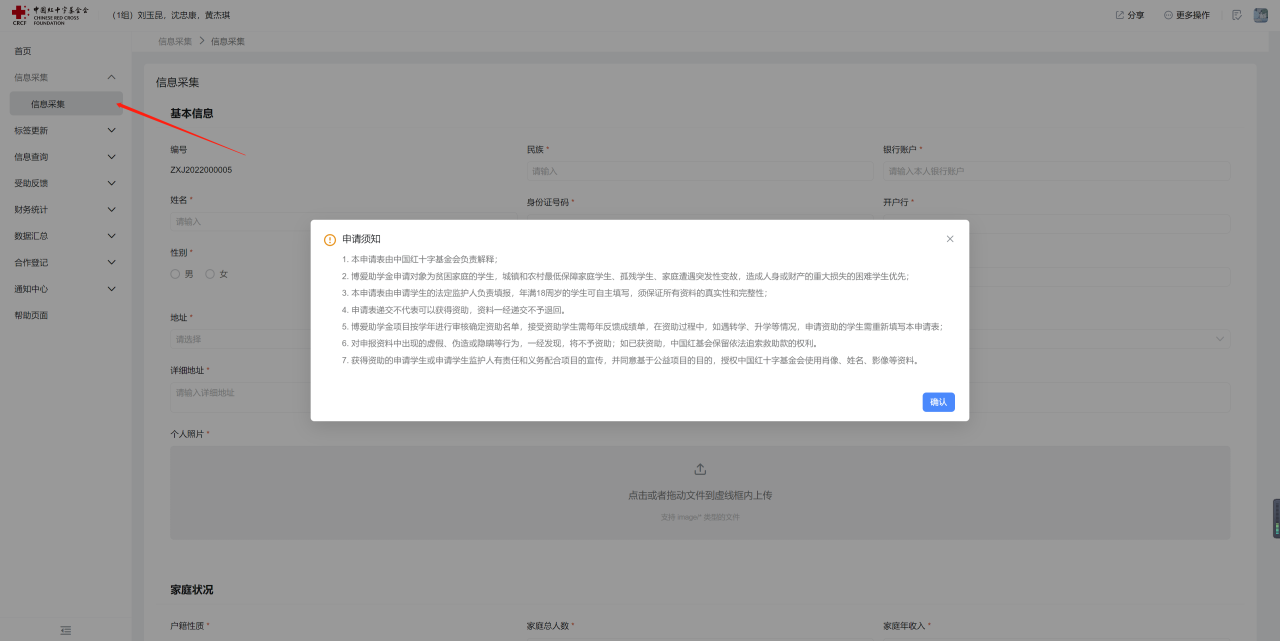 中国红十字基金会
CHINESE RED CROSS
CRCF FOUNDATION
(1组) 刘玉昆，沈忠康，黄杰琪
分享
更多操作
首页
信息采集
信息采集
标签更新
信息查询
受助反馈
财务统计
数据汇总
合作登记
通知中心
帮助页面
信息采集 > 信息采集
信息采集
基本信息
编号
ZXJ2022000005
民族 *
请输入
银行账户 *
请输入本人银行账户
姓名 *
请输入
身份证号码 *
开户行 *
性别 *
男 女
地址 *
请选择
详细地址 *
请输入详细地址
申请须知
1. 本申请表由中国红十字基金会负责解释；
2. 博爱助学金申请对象为贫困家庭的学生，城镇和农村最低保障家庭学生、孤残学生、家庭遭遇突发性变故，造成人身或财产的重大损失的困难学生优先；
3. 本申请表由申请学生的法定监护人负责填报，年满18周岁的学生可自主填写，须保证所有资料的真实性和完整性；
4. 申请表递交不代表可以获得资助，资料一经递交不予退回。
5. 博爱助学金项目按学年进行审核确定资助名单，接受资助学生需每年反馈成绩单，在资助过程中，如遇转学、升学等情况，申请资助的学生需重新填写本申请表；
6. 对申报资料中出现的虚假、伪造或隐瞒等行为，一经发现，将不予资助；如已获资助，中国红基会保留依法追索救助款的权利。
7. 获得资助的申请学生或申请学生监护人有责任和义务配合项目的宣传，并同意基于公益项目的目的，授权中国红十字基金会使用肖像、姓名、影像等资料。
确认
个人照片 *
点击或者拖动文件到虚线框内上传
支持 image/* 类型的文件
家庭状况
户籍性质 *
家庭总人数 *
家庭年收入 *